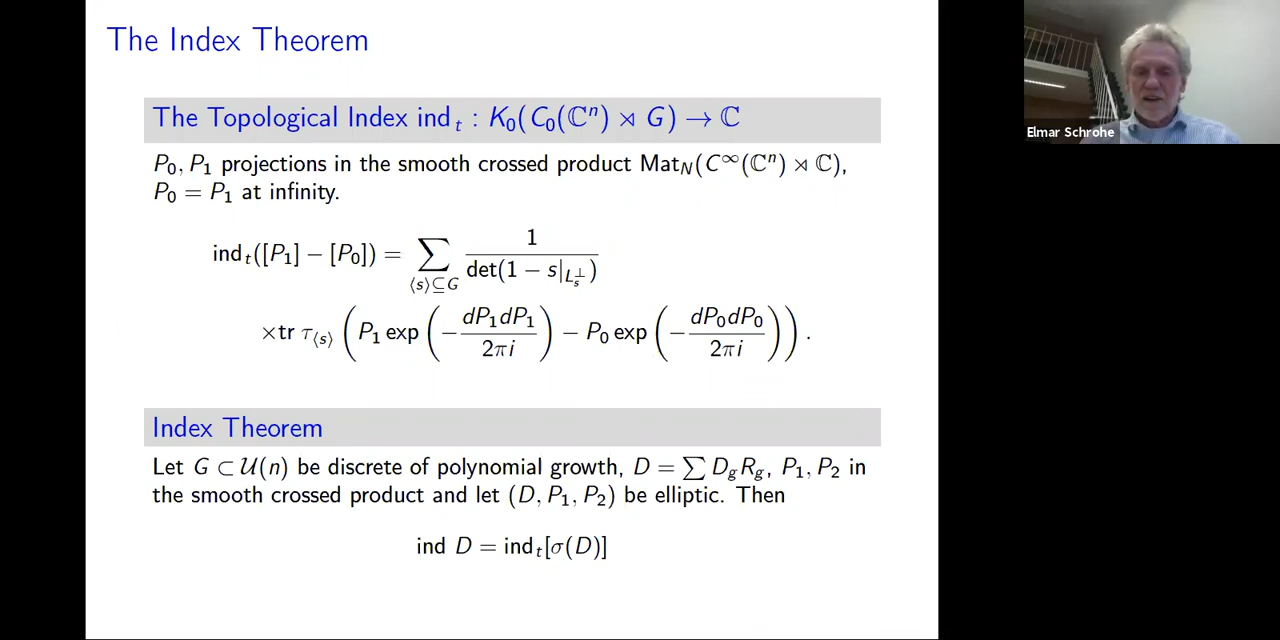 The Index Theorem
The Topological Index ind_t : K_0(C_0(ℂ^n) ⋊ G) → ℂ
P_0, P_1 projections in the smooth crossed product Mat_N(C^∞(ℂ^n) ⋊ ℂ),
P_0 = P_1 at infinity.
ind_t([P_1] − [P_0]) = ∑_{⟨s⟩⊆G} 1/det(1 − s|_{L_s^⊥})
×tr τ_{⟨s⟩} (P_1 exp (−dP_1dP_1/2πi) − P_0 exp (−dP_0dP_0/2πi)) .
Index Theorem
Let G ⊂ 𝒰(n) be discrete of polynomial growth, D = ∑ D_g R_g, P_1, P_2 in
the smooth crossed product and let (D, P_1, P_2) be elliptic. Then
ind D = ind_t[σ(D)]
Elmar Schrohe